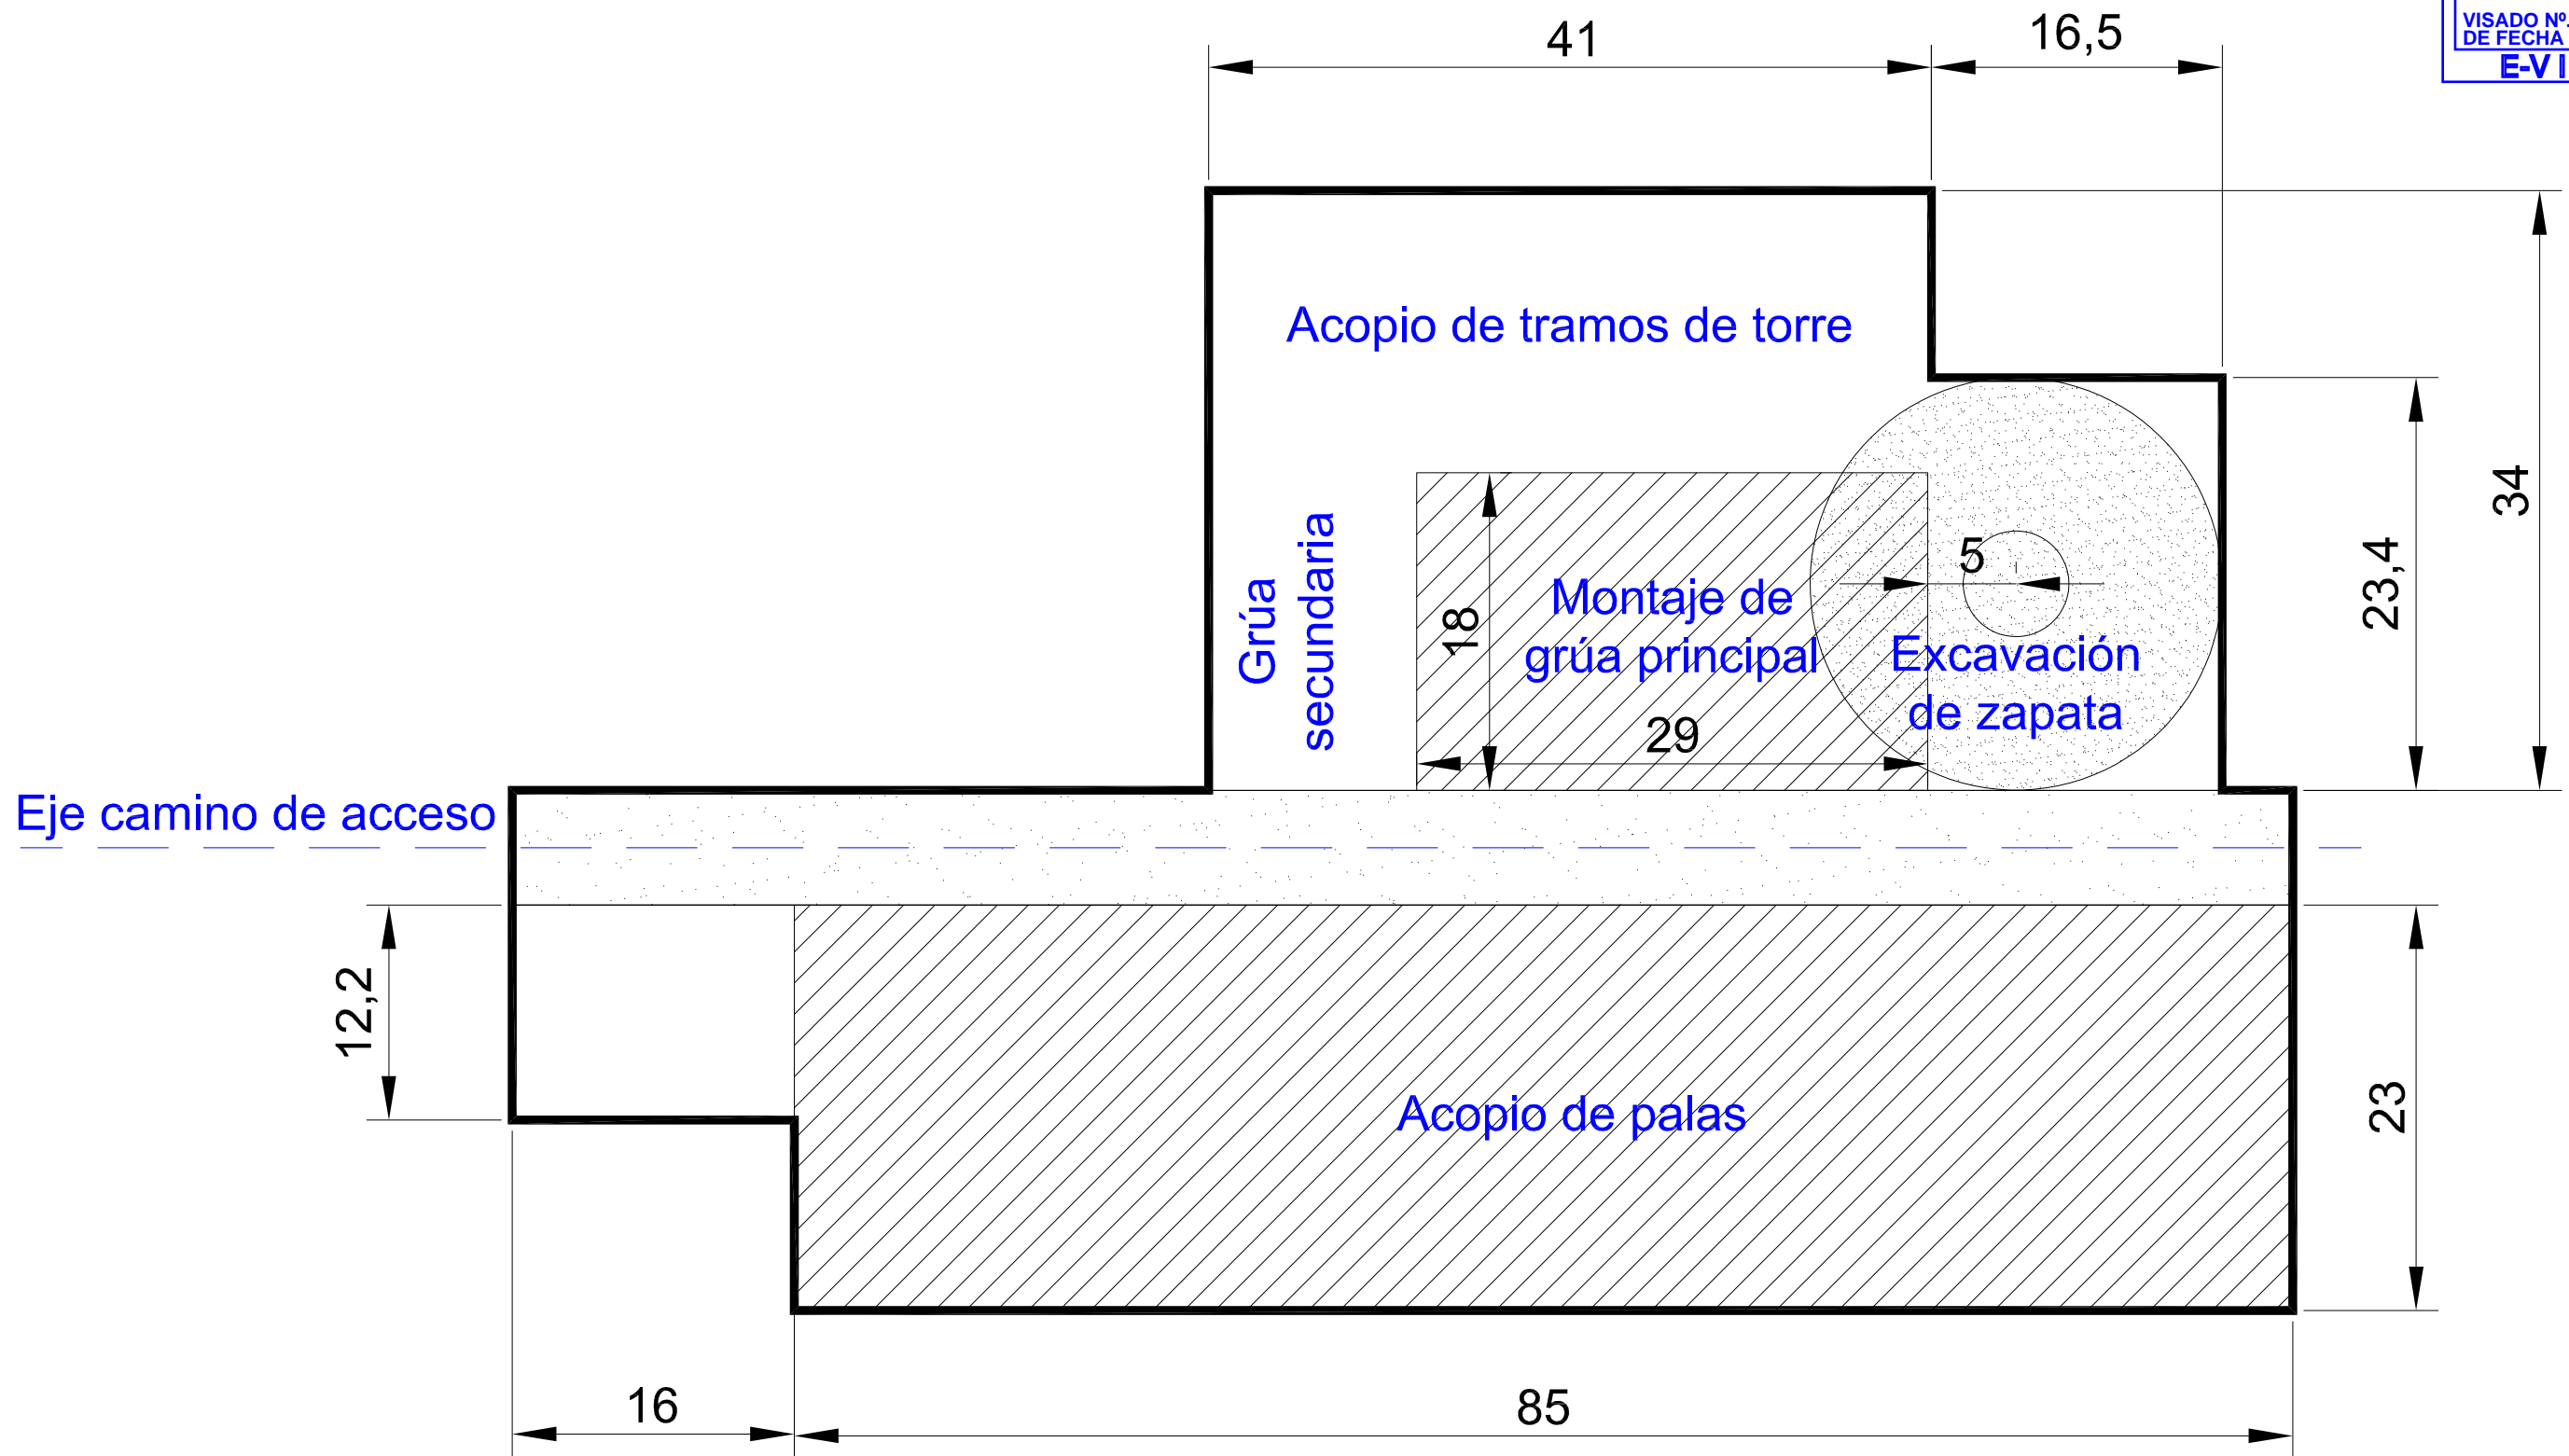 VISADO Nº.
DE FECHA
E-VI
41
16,5
Acopio de tramos de torre
34
23,4
5
Grúa
secundaria
18
Montaje de
grúa principal
Excavación
de zapata
29
Eje camino de acceso
12,2
23
Acopio de palas
16
85